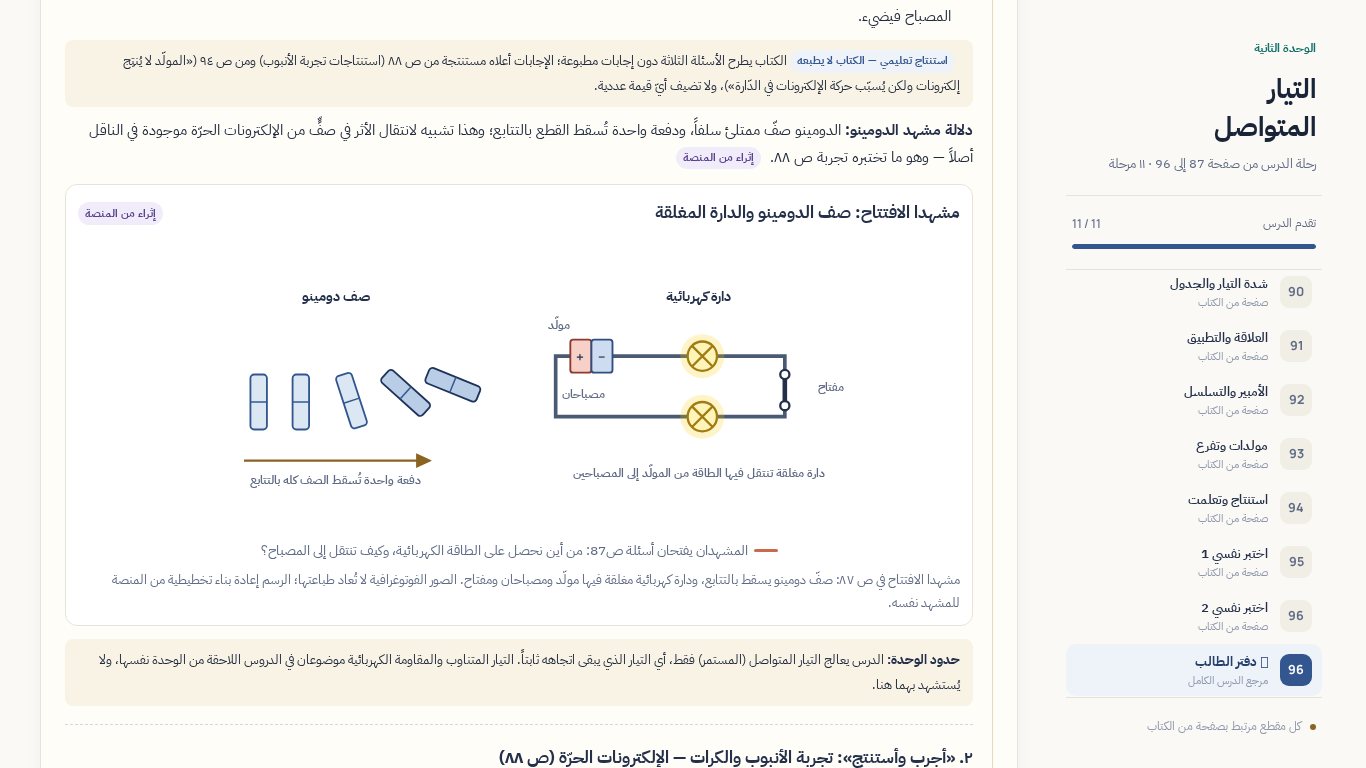 الوحدة الثانية
التيار
المتواصل
رحلة الدرس من صفحة 87 إلى 96 · ١١ مرحلة
تقدم الدرس
11 / 11
90
شدة التيار والجدول
صفحة من الكتاب
91
العلاقة والتطبيق
صفحة من الكتاب
92
الأمبير والتسلسل
صفحة من الكتاب
93
مولدات وتفرع
صفحة من الكتاب
94
استنتاج وتعلمت
صفحة من الكتاب
95
اختبر نفسي 1
صفحة من الكتاب
96
اختبر نفسي 2
صفحة من الكتاب
96
دفتر الطالب
مرجع الدرس الكامل
كل مقطع مرتبط بصفحة من الكتاب
المصباح فيضيء.
استنتاج تعليمي — الكتاب لا يطبعه الكتاب يطرح الأسئلة الثلاثة دون إجابات مطبوعة؛ الإجابات أعلاه مستنتجة من ص ٨٨ (استنتاجات تجربة الأنبوب) ومن ص ٩٤ («المولّد لا يُنتِج
إلكترونات ولكن يُسبّب حركة الإلكترونات في الدّارة»)، ولا تضيف أيّ قيمة عددية.
دلالة مشهد الدومينو: الدومينو صفّ ممتلئ سلفاً، ودفعة واحدة تُسقط القطع بالتتابع؛ وهذا تشبيه لانتقال الأثر في صفٍّ من الإلكترونات الحرّة موجودة في الناقل
أصلاً — وهو ما تختبره تجربة ص ٨٨. إثراء من المنصة
مشهدا الافتتاح: صف الدومينو والدارة المغلقة
إثراء من المنصة
دارة كهربائية
صف دومينو
مولّد
+ −
مصباحان
مفتاح
دارة مغلقة تنتقل فيها الطاقة من المولّد إلى المصباحين
دفعة واحدة تُسقط الصف كله بالتتابع
المشهدان يفتحان أسئلة ص87: من أين نحصل على الطاقة الكهربائية، وكيف تنتقل إلى المصباح؟
مشهدا الافتتاح في ص ٨٧: صفّ دومينو يسقط بالتتابع، ودارة كهربائية مغلقة فيها مولّد ومصباحان ومفتاح. الصور الفوتوغرافية لا تُعاد طباعتها؛ الرسم إعادة بناء تخطيطية من المنصة
للمشهد نفسه.
حدود الوحدة: الدرس يعالج التيار المتواصل (المستمر) فقط، أي التيار الذي يبقى اتجاهه ثابتاً. التيار المتناوب والمقاومة الكهربائية موضوعان في الدروس اللاحقة من الوحدة نفسها، ولا
يُستشهد بهما هنا.
٢. «أجرب وأستنتج»: تجربة الأنبوب والكرات — الإلكترونات الحرّة (ص ٨٨)